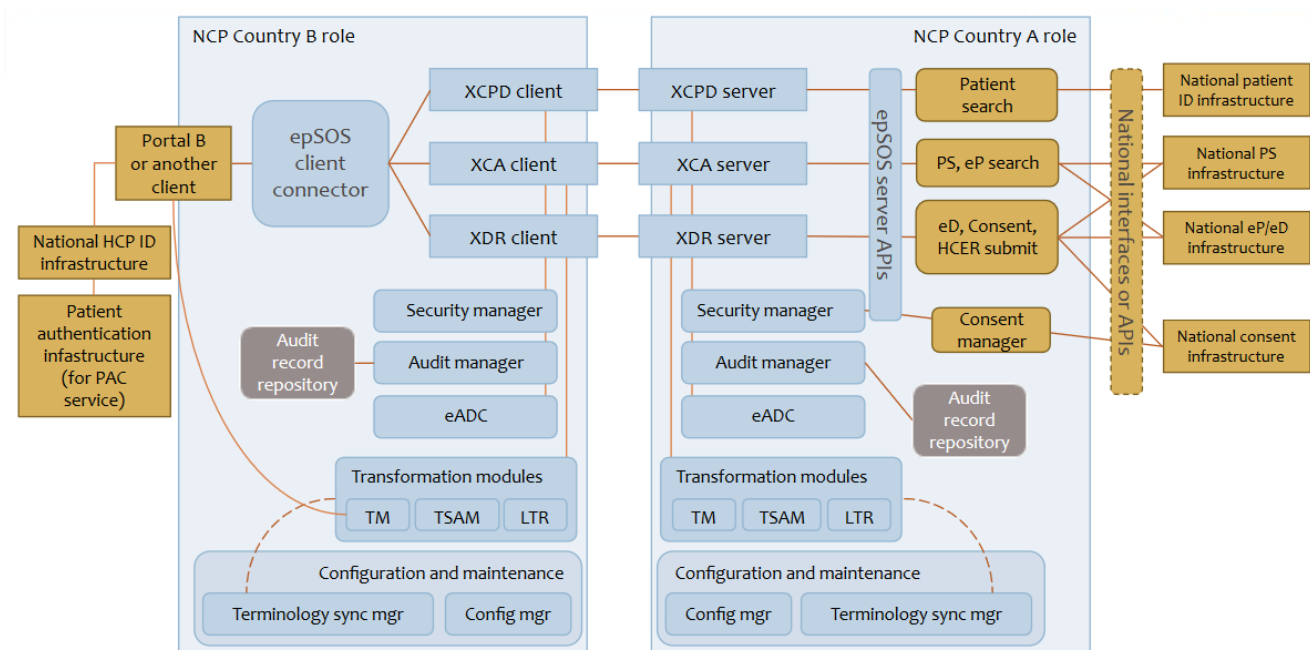 NCP Country B role
NCP Country A role
XCPD client
XCPD server
Patient
search
National patient
ID infrastructure
Portal B
or another
client
epSOS
client
connector
XCA client
XCA server
epSOS server APIs
PS, eP search
National interfaces or APIs
National PS
infrastructure
National HCP ID
infrastructure
XDR client
XDR server
eD, Consent,
HCER submit
National eP/eD
infrastructure
Patient
authentication
infastructure
(for PAC
service)
Audit
record
repository
Security manager
Audit manager
eADC
Security manager
Audit manager
eADC
Consent
manager
National consent
infrastructure
Audit
record
repository
Transformation modules
TM
TSAM
LTR
Transformation modules
TM
TSAM
LTR
Configuration and maintenance
Terminology sync mgr
Config mgr
Configuration and maintenance
Config mgr
Terminology sync mgr